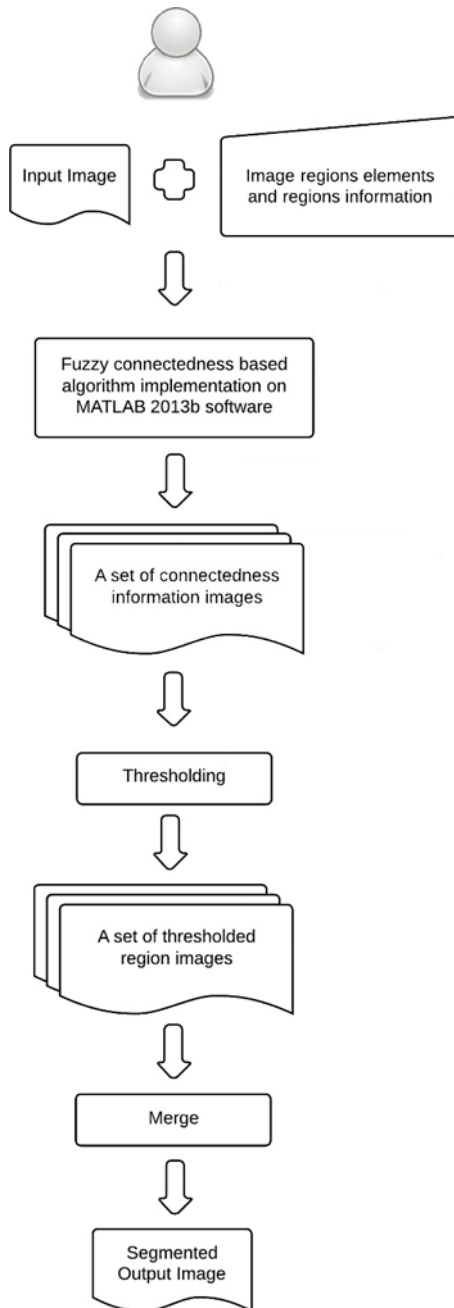 Input Image
Image regions elements
and regions information
Fuzzy connectedness based
algorithm implementation on
MATLAB 2013b software
A set of connectedness
information images
Thresholding
A set of thresholded
region images
Merge
Segmented
Output Image